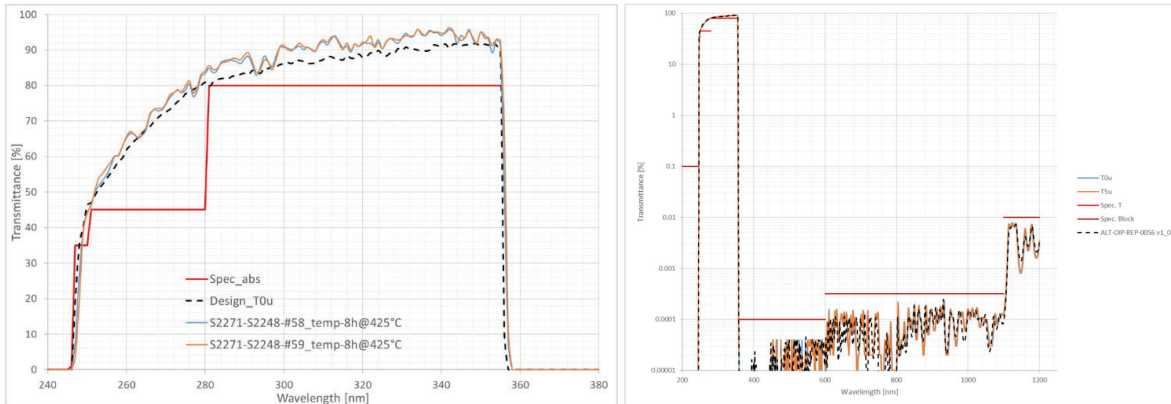 100
90
80
70
60
50
40
30
20
10
0
Transmittance [%]
Spec_abs
Design_T0u
S2271-S2248-#58_temp-8h@425°C
S2271-S2248-#59_temp-8h@425°C
240 260 280 300 320 340 360 380
Wavelength [nm]
100
10
1
0.1
0.01
0.001
0.0001
0.00001
Transmittance [%]
200 400 600 800 1000 1200
Wavelength [nm]
T0u
T5u
Spec. T
Spec. Block
ALT-OIP-REP-0056 v1_0